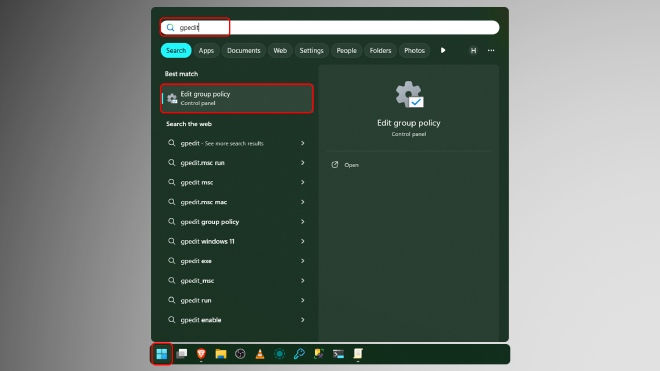 gpedit
Search Apps Documents Web Settings People Folders Photos H
Best match
Edit group policy
Control panel
Search the web
gpedit - See more search results
gpedit.msc run
gpedit msc
gpedit.msc mac
gpedit group policy
gpedit windows 11
gpedit exe
gpedit_msc
gpedit run
gpedit enable
Edit group policy
Control panel
Open